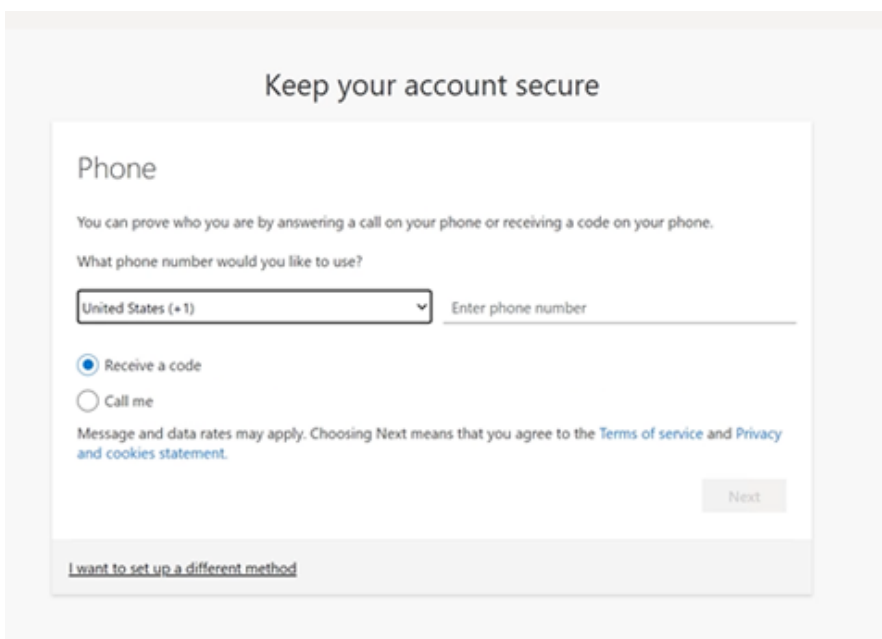 Keep your account secure
Phone
You can prove who you are by answering a call on your phone or receiving a code on your phone.
What phone number would you like to use?
United States (+1)
Enter phone number
Receive a code
Call me
Message and data rates may apply. Choosing Next means that you agree to the Terms of service and Privacy
and cookies statement.
Next
I want to set up a different method